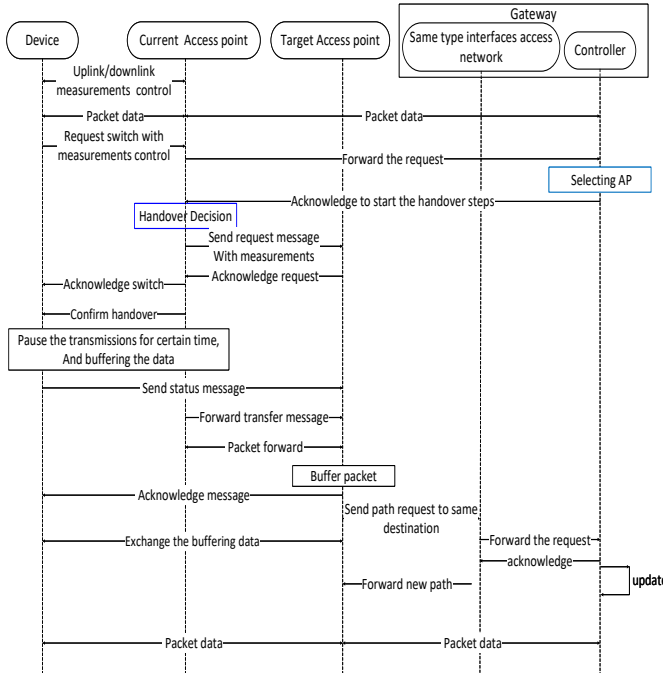 Gateway
Device
Current Access point
Target Access point
Same type interfaces access
network
Controller
Uplink/downlink
measurements control
Packet data
Packet data
Request switch with
measurements control
Forward the request
Selecting AP
Acknowledge to start the handover steps
Handover Decision
Send request message
With measurements
Acknowledge request
Acknowledge switch
Confirm handover
Pause the transmissions for certain time,
And buffering the data
Send status message
Forward transfer message
Packet forward
Buffer packet
Acknowledge message
Send path request to same
destination
Exchange the buffering data
Forward the request
acknowledge
update
Forward new path
Packet data
Packet data